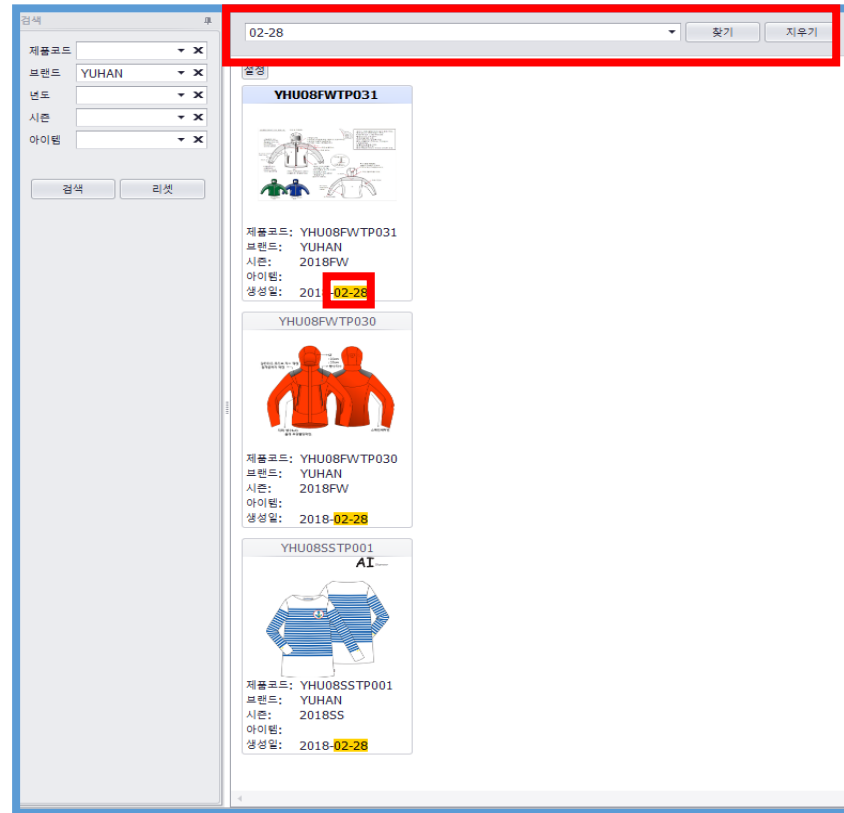 검색
제품코드
브랜드 YUHAN
년도
시즌
아이템
검색 리셋
02-28 찾기 지우기
설정
YHU08FWTP031
제품코드: YHU08FWTP031
브랜드: YUHAN
시즌: 2018FW
아이템:
생성일: 2018-02-28
YHU08FWTP030
제품코드: YHU08FWTP030
브랜드: YUHAN
시즌: 2018FW
아이템:
생성일: 2018-02-28
YHU08SSTP001
AI
제품코드: YHU08SSTP001
브랜드: YUHAN
시즌: 2018SS
아이템:
생성일: 2018-02-28